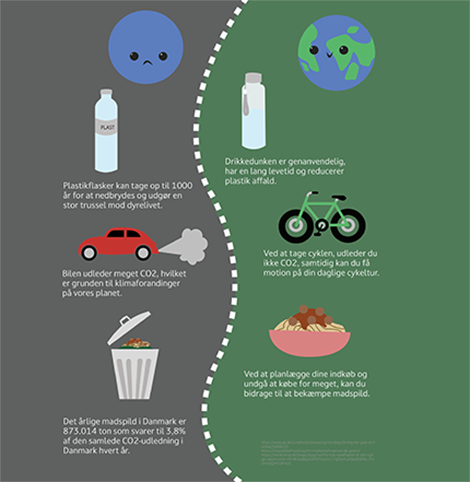 PLAST
Plastikflasker kan tage op til 1000
år for at nedbrydes og udgør en
stor trussel mod dyrelivet.
Drikkedunken er genanvendelig,
har en lang levetid og reducerer
plastik affald.
Bilen udleder meget CO2, hvilket
er grunden til klimaforandinger
på vores planet.
Ved at tage cyklen, udleder du
ikke CO2, samtidig kan du få
motion på din daglige cykeltur.
Det årlige madspild i Danmark er
873.014 ton som svarer til 3,8%
af den samlede CO2-udledning i
Danmark hvert år.
Ved at planlægge dine indkøb og
undgå at købe for meget, kan du
bidrage til at bekæmpe madspild.